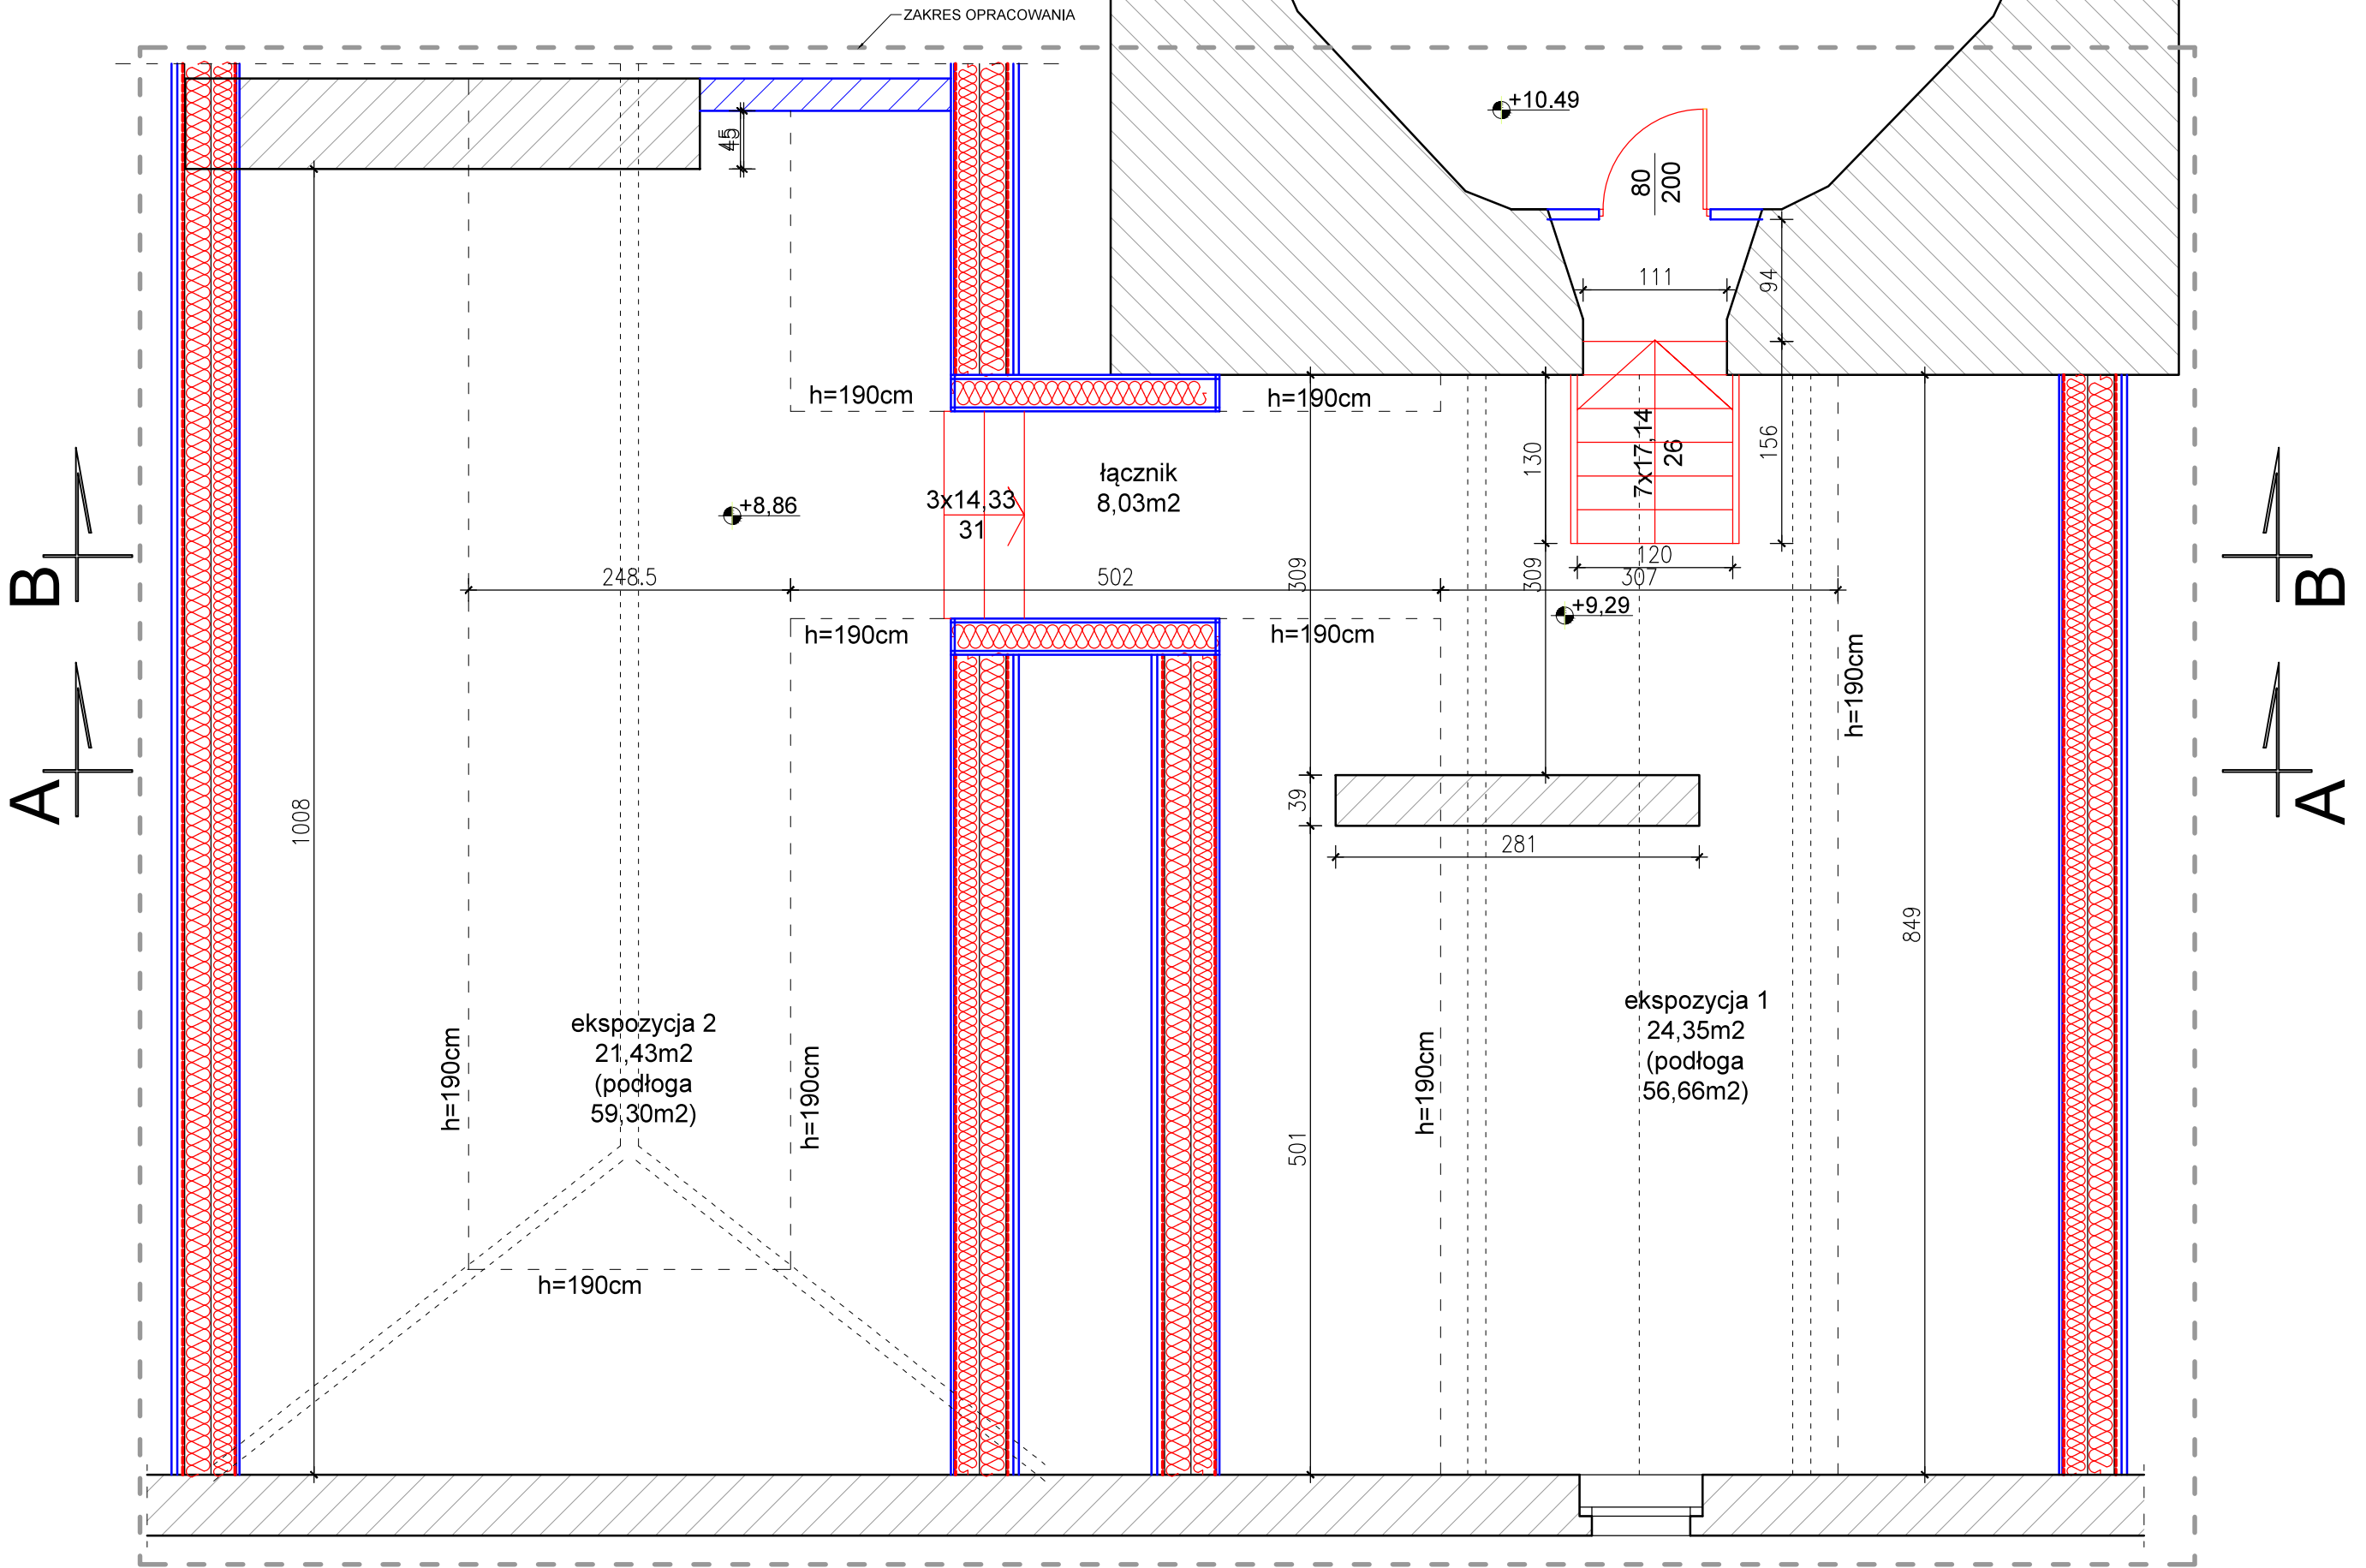 ZAKRES OPRACOWANIA
+10.49
45
80
200
111
94
h=190cm
h=190cm
7x17,14
26
130
156
łącznik
8,03m2
3x14,33
31
+8,86
B
B
248.5
502
309
309
120
307
+9,29
h=190cm
h=190cm
h=190cm
A
A
1008
39
281
849
ekspozycja 1
24,35m2
(podłoga
56,66m2)
ekspozycja 2
21,43m2
(podłoga
59,30m2)
h=190cm
h=190cm
h=190cm
501
h=190cm